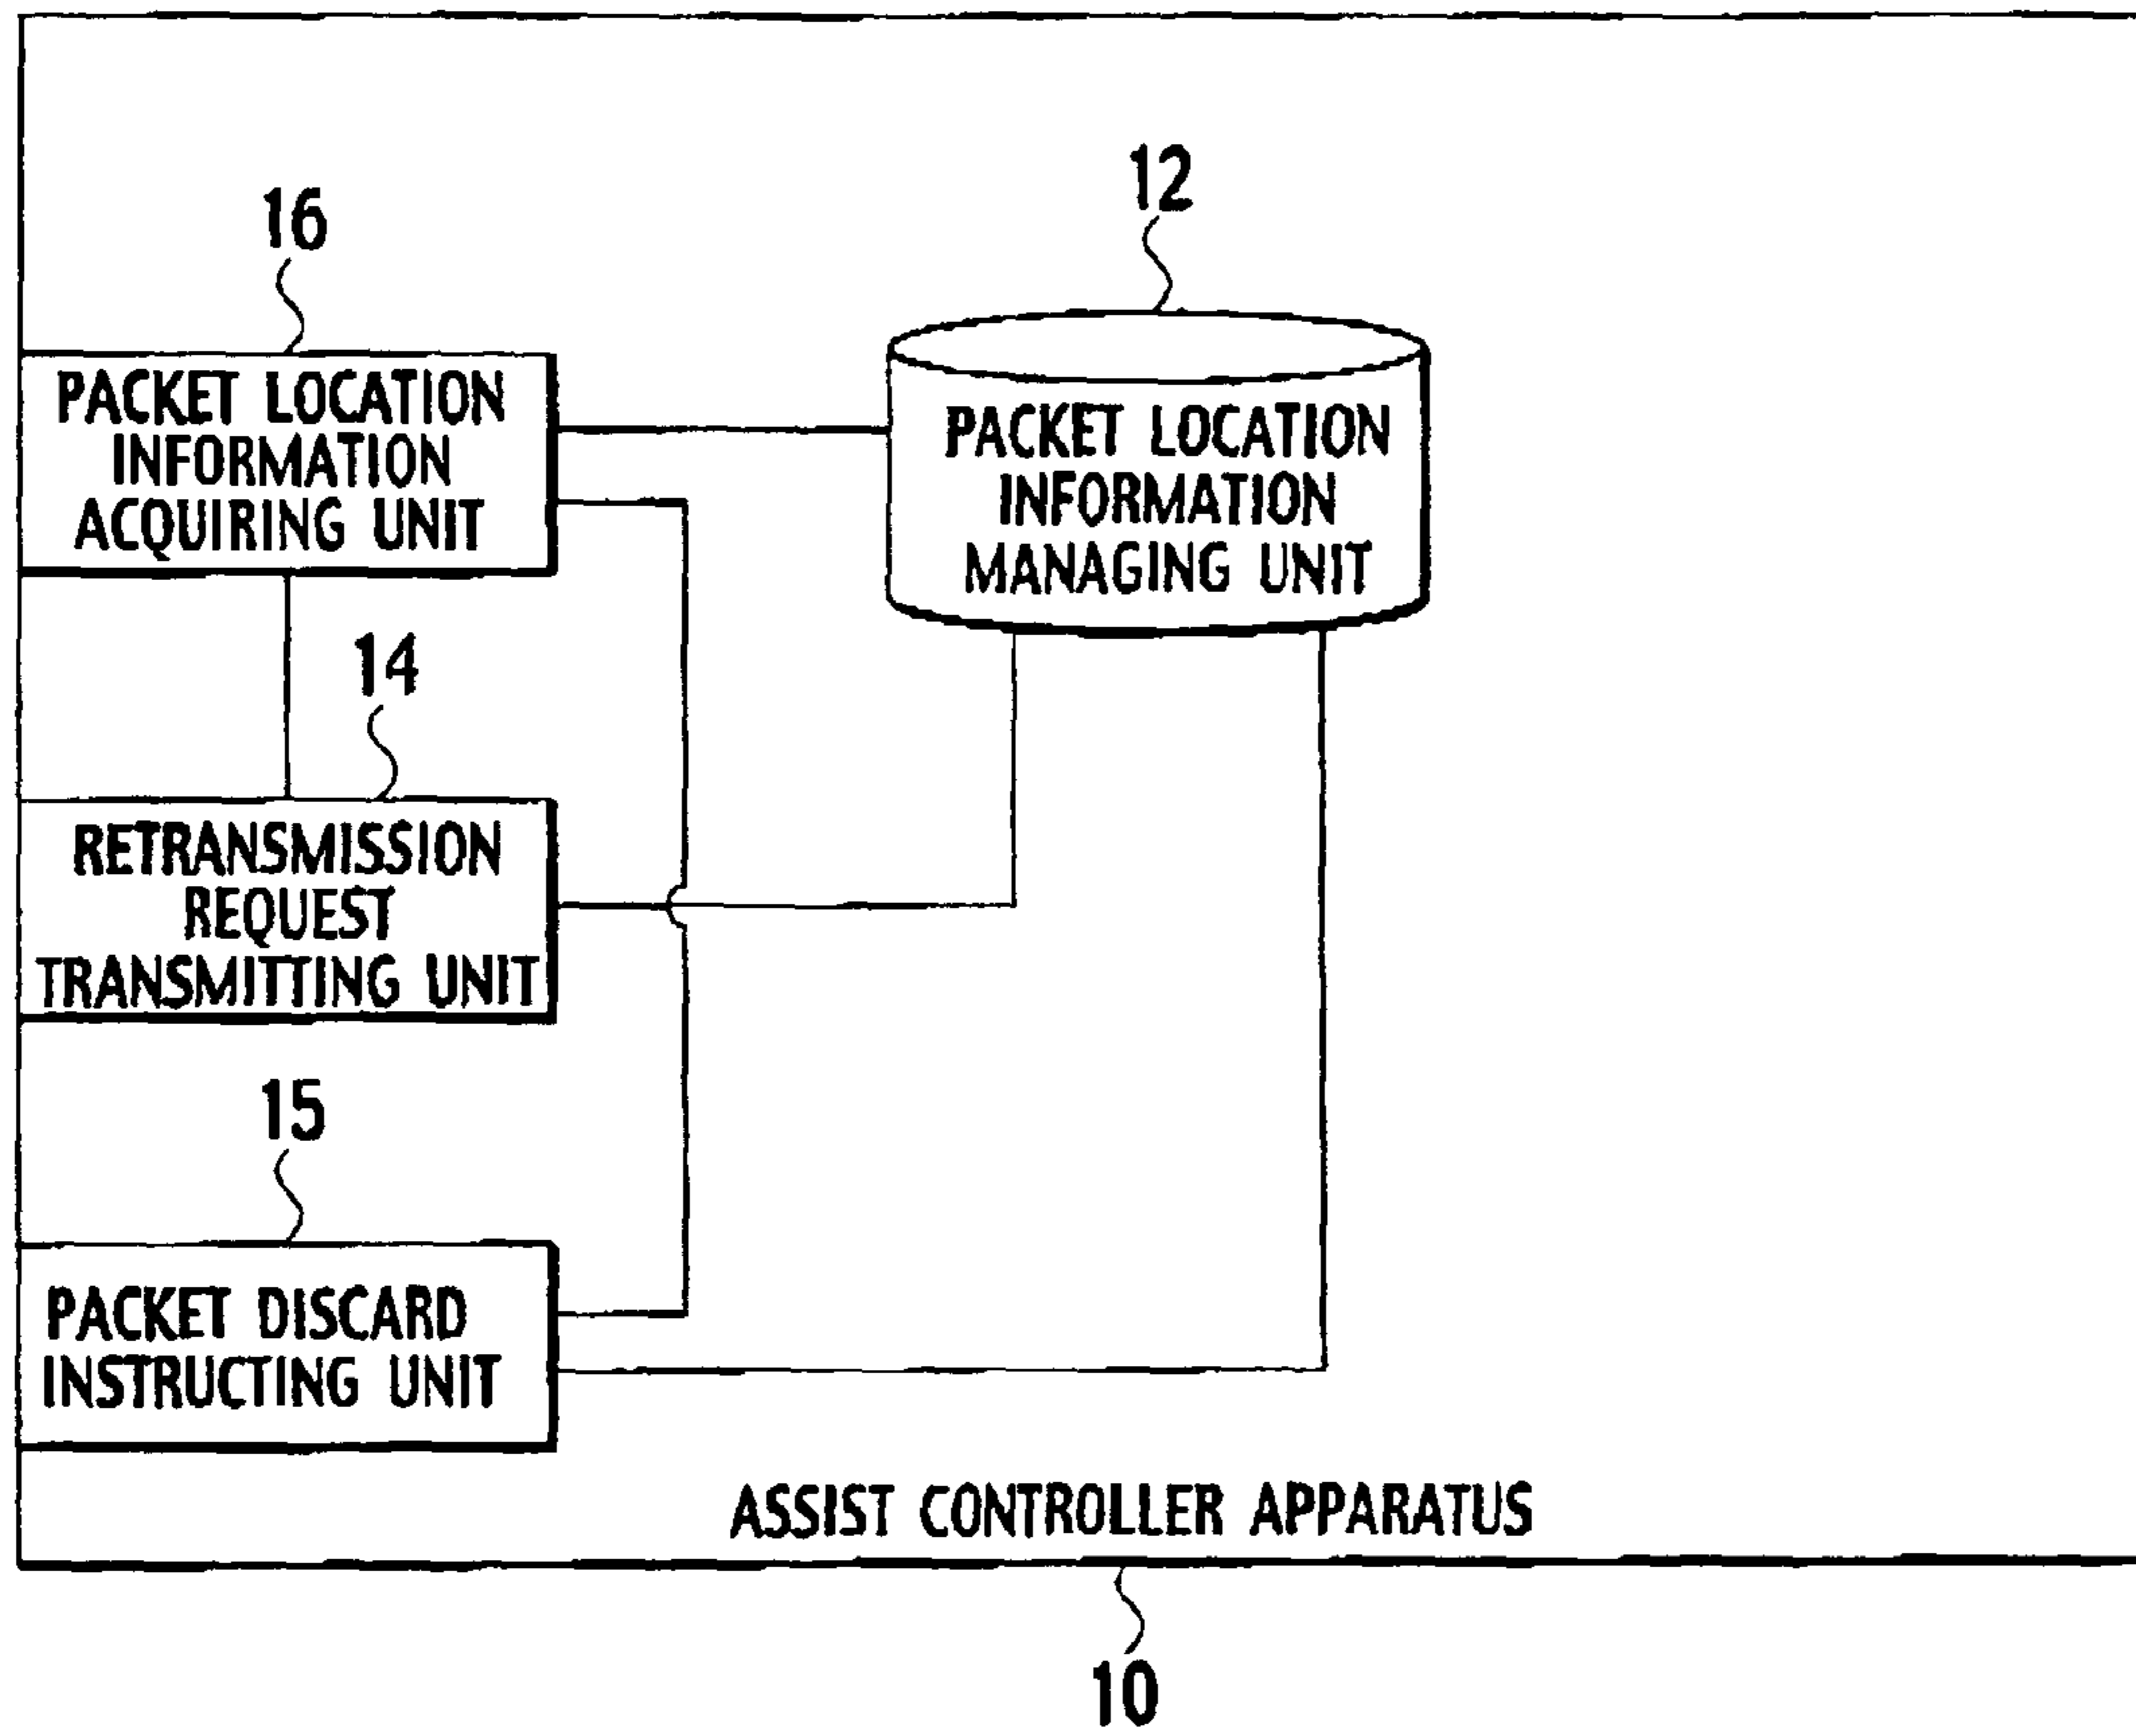 16
PACKET LOCATION
INFORMATION
ACQUIRING UNIT
12
PACKET LOCATION
INFORMATION
MANAGING UNIT
14
RETRANSMISSION
REQUEST
TRANSMITTING UNIT
15
PACKET DISCARD
INSTRUCTING UNIT
ASSIST CONTROLLER APPARATUS
10